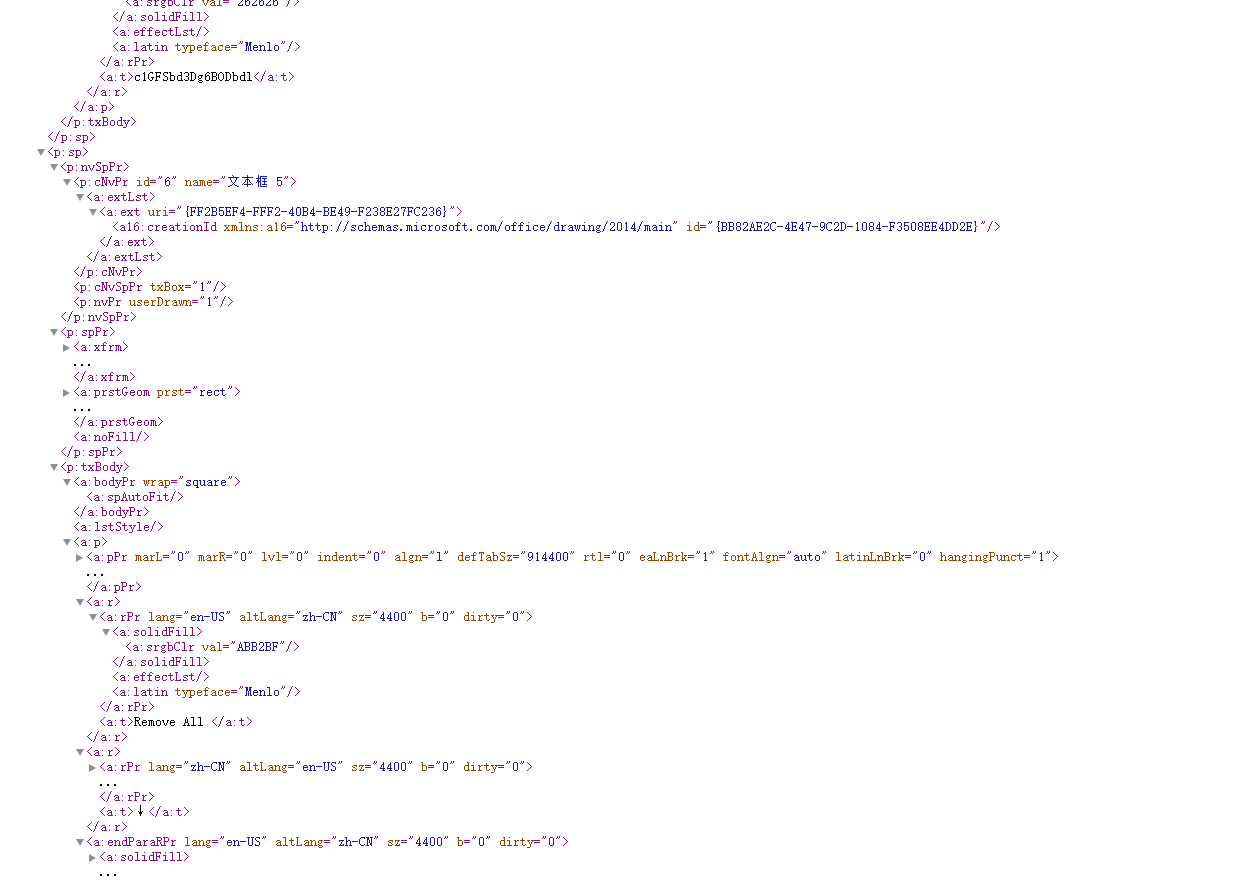 <a:srgbClr val="262626"/>
</a:solidFill>
<a:effectLst/>
<a:latin typeface="Menlo"/>
</a:rPr>
<a:t>c1GFSbd3Dg6BODbdl</a:t>
</a:r>
</a:p>
</p:txBody>
</p:sp>
▼<p:sp>
▼<p:nvSpPr>
▼<p:cNvPr id="6" name="文本框 5">
▼<a:extLst>
▼<a:ext uri="{FF2B5EF4-FFF2-40B4-BE49-F238E27FC236}">
<a16:creationId xmlns:a16="http://schemas.microsoft.com/office/drawing/2014/main" id="{BB82AE2C-4E47-9C2D-1084-F3508EE4DD2E}"/>
</a:ext>
</a:extLst>
</p:cNvPr>
<p:cNvSpPr txBox="1"/>
<p:nvPr userDrawn="1"/>
</p:nvSpPr>
▼<p:spPr>
▶<a:xfrm>
...
</a:xfrm>
▶<a:prstGeom prst="rect">
...
</a:prstGeom>
<a:noFill/>
</p:spPr>
▼<p:txBody>
▼<a:bodyPr wrap="square">
<a:spAutoFit/>
</a:bodyPr>
<a:lstStyle/>
▼<a:p>
▶<a:pPr marL="0" marR="0" lvl="0" indent="0" algn="l" defTabSz="914400" rtl="0" eaLnBrk="1" fontAlgn="auto" latinLnBrk="0" hangingPunct="1">
...
</a:pPr>
▼<a:r>
▼<a:rPr lang="en-US" altLang="zh-CN" sz="4400" b="0" dirty="0">
▼<a:solidFill>
<a:srgbClr val="ABB2BF"/>
</a:solidFill>
<a:effectLst/>
<a:latin typeface="Menlo"/>
</a:rPr>
<a:t>Remove All </a:t>
</a:r>
▼<a:r>
▶<a:rPr lang="zh-CN" altLang="en-US" sz="4400" b="0" dirty="0">
...
</a:rPr>
<a:t>↓</a:t>
</a:r>
▼<a:endParaRPr lang="en-US" altLang="zh-CN" sz="4400" b="0" dirty="0">
▶<a:solidFill>
...